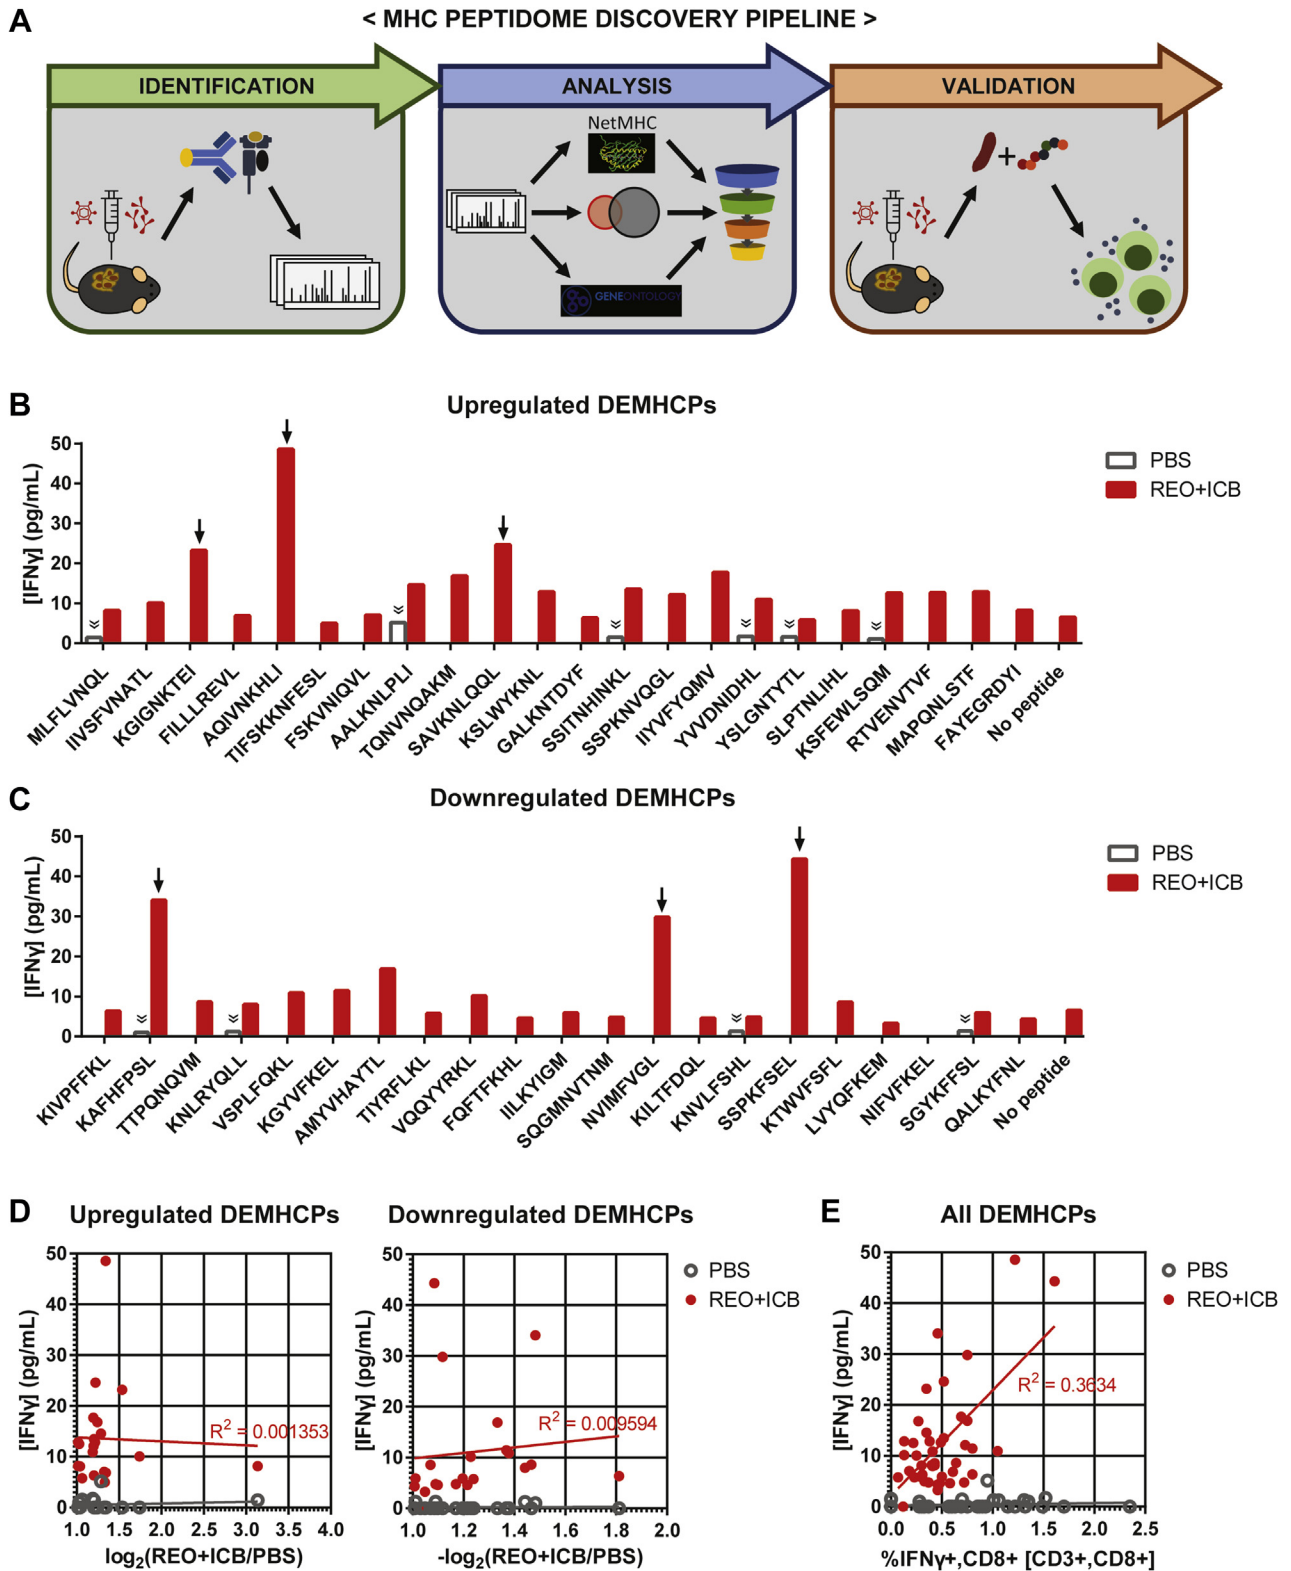 A
< MHC PEPTIDOME DISCOVERY PIPELINE >
IDENTIFICATION
ANALYSIS
VALIDATION
NetMHC
GENEONTOLOGY
+
B
Upregulated DEMHCPs
[IFNγ] (pg/mL)
50
40
30
20
10
0
PBS
REO+ICB
MLFLVNQL
IIVSFVNATL
KGIGNKTEI
FILLLREVL
AQIVNKHLI
TIFSKKNFESL
FSKVNIQVL
AALKNLPLI
TQNVNQAKM
SAVKNLQQL
KSLWYKNL
GALKNTDYF
SSITNHINKL
SSPKNVQGL
IIYVFYQMV
YVVDNIDHL
YSLGNTYTL
SLPTNLIHL
KSFEWLSQM
RTVENVTVF
MAPQNLSTF
FAYEGRDYI
No peptide
C
Downregulated DEMHCPs
[IFNγ] (pg/mL)
50
40
30
20
10
0
PBS
REO+ICB
KIVPFFKL
KAFHFPSL
TTPQNQVM
KNLRYQLL
VSPLFQKL
KGYVFKEL
AMYVHAYTL
TIYRFLKL
VQQYYRKL
FQFTFKHL
IILKYIGM
SQGMNVTNM
NVIMFVGL
KILTFDQL
KNVLFSHL
SSPKFSEL
KTWVFSFL
LVYQFKEM
NIFVFKEL
SGYKFFSL
QALKYFNL
No peptide
D
Upregulated DEMHCPs
[IFNγ] (pg/mL)
50
40
30
20
10
0
R2 = 0.001353
1.0 1.5 2.0 2.5 3.0 4.0
log2(REO+ICB/PBS)
Downregulated DEMHCPs
[IFNγ] (pg/mL)
50
40
30
20
10
0
R2 = 0.009594
1.0 1.2 1.4 1.6 1.8 2.0
-log2(REO+ICB/PBS)
PBS
REO+ICB
E
All DEMHCPs
[IFNγ] (pg/mL)
50
40
30
20
10
0
R2 = 0.3634
0.0 0.5 1.0 1.5 2.0 2.5
%IFNγ+,CD8+ [CD3+,CD8+]
PBS
REO+ICB